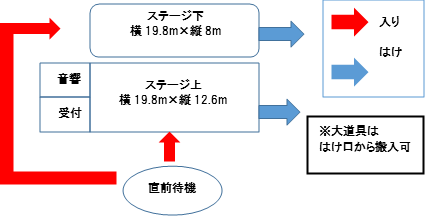 ステージ下
横 19.8m×縦 8m
音響
受付
ステージ上
横 19.8m×縦 12.6m
直前待機
入り
はけ
※大道具は
はけ口から搬入可